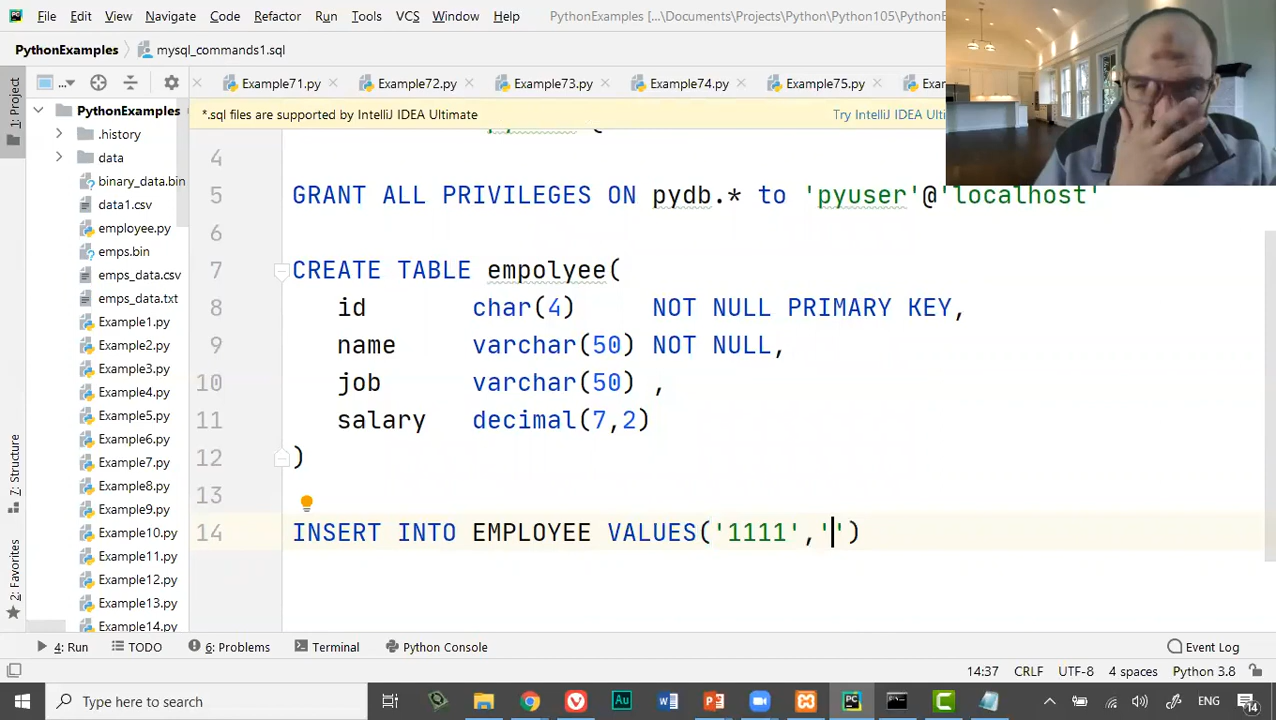 File Edit View Navigate Code Refactor Run Tools VCS Window Help PythonExamples [...\Documents\Projects\Python\Python105\PythonE
PythonExamples mysql_commands1.sql
1: Project
7: Structure
2: Favorites
PythonExamples
.history
data
binary_data.bin
data1.csv
employee.py
emps.bin
emps_data.csv
emps_data.txt
Example1.py
Example2.py
Example3.py
Example4.py
Example5.py
Example6.py
Example7.py
Example8.py
Example9.py
Example10.py
Example11.py
Example12.py
Example13.py
Example14.py
Example71.py Example72.py Example73.py Example74.py Example75.py Exam
*.sql files are supported by IntelliJ IDEA Ultimate Try IntelliJ IDEA Ultim
4
5 GRANT ALL PRIVILEGES ON pydb.* to 'pyuser'@'localhost'
6
7 CREATE TABLE empolyee(
8 id char(4) NOT NULL PRIMARY KEY,
9 name varchar(50) NOT NULL,
10 job varchar(50) ,
11 salary decimal(7,2)
12 )
13
14 INSERT INTO EMPLOYEE VALUES('1111','')
4: Run TODO 6: Problems Terminal Python Console Event Log
14:37 CRLF UTF-8 4 spaces Python 3.8
Type here to search ENG 14